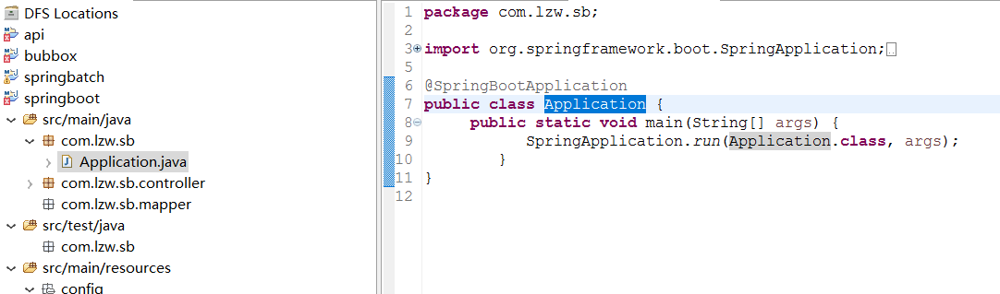 DFS Locations
api
bubbox
springbatch
springboot
src/main/java
com.lzw.sb
Application.java
com.lzw.sb.controller
com.lzw.sb.mapper
src/test/java
com.lzw.sb
src/main/resources
config
1 package com.lzw.sb;
2
3 import org.springframework.boot.SpringApplication;
5
6 @SpringBootApplication
7 public class Application {
8 public static void main(String[] args) {
9 SpringApplication.run(Application.class, args);
10 }
11 }
12